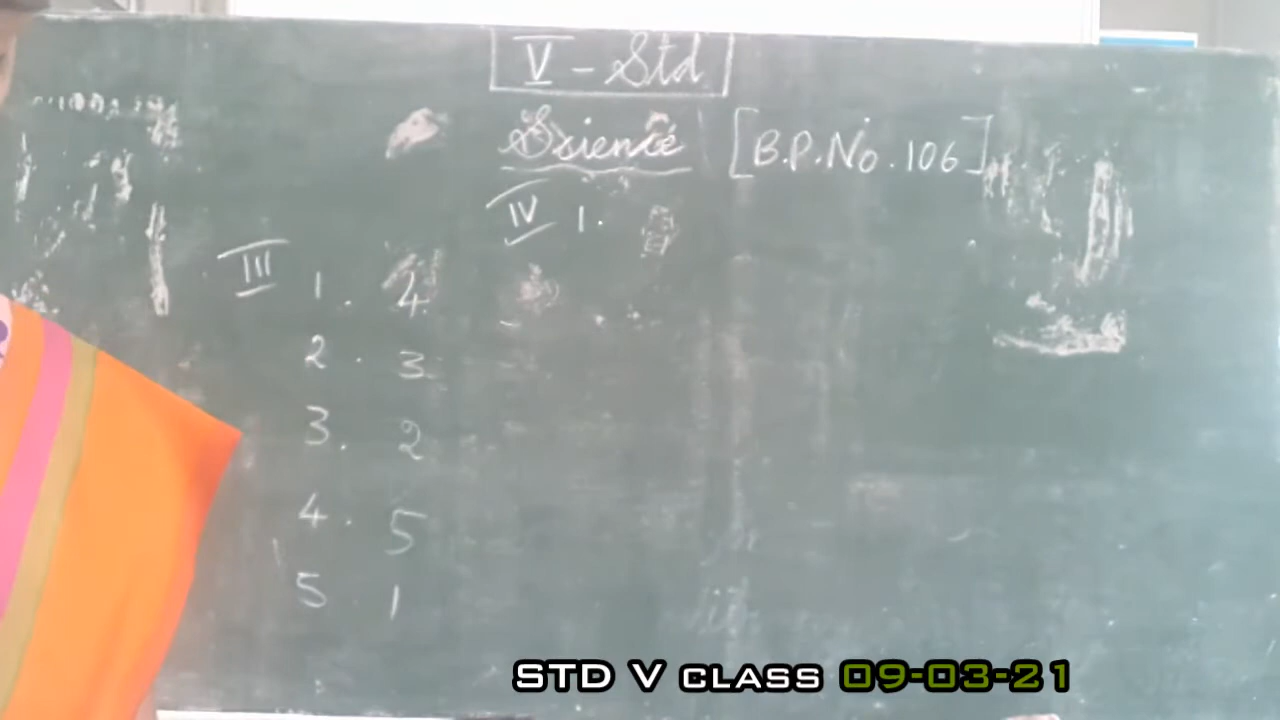 V - Std
Science [B.P.No.106]
IV 1.
III 1. 4
2. 3
3. 2
4. 5
5 1
STD V CLASS 09-03-21